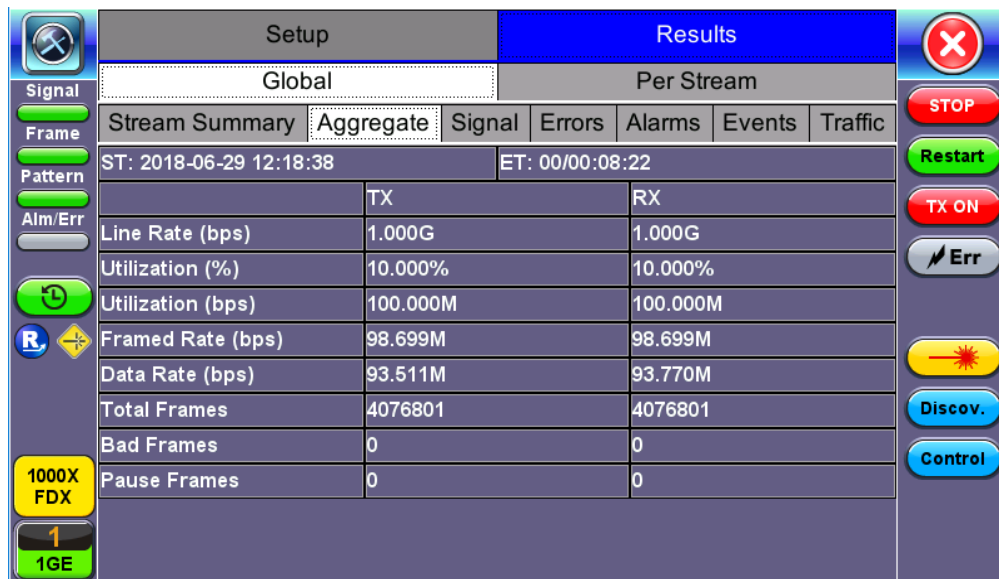 Setup Results
Global Per Stream
Stream Summary Aggregate Signal Errors Alarms Events Traffic
ST: 2018-06-29 12:18:38 ET: 00/00:08:22
TX RX
Line Rate (bps) 1.000G 1.000G
Utilization (%) 10.000% 10.000%
Utilization (bps) 100.000M 100.000M
Framed Rate (bps) 98.699M 98.699M
Data Rate (bps) 93.511M 93.770M
Total Frames 4076801 4076801
Bad Frames 0 0
Pause Frames 0 0
Signal
Frame
Pattern
Alm/Err
R
1000X
FDX
1
1GE
STOP
Restart
TX ON
Err
Discov.
Control